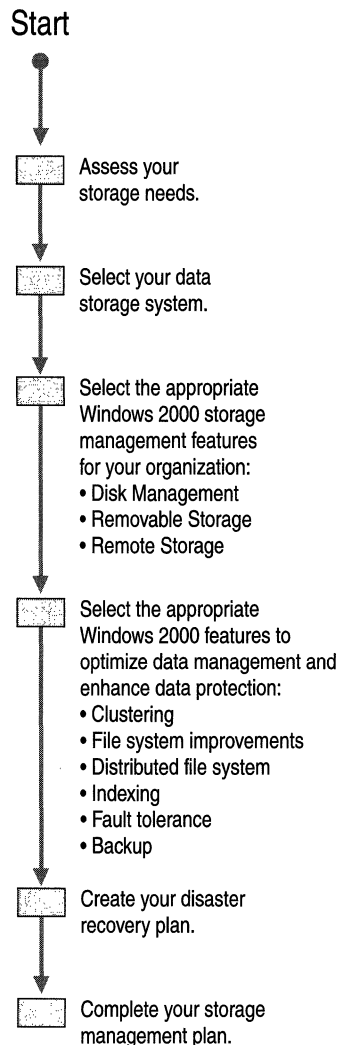 Start
Assess your
storage needs.
Select your data
storage system.
Select the appropriate
Windows 2000 storage
management features
for your organization:
• Disk Management
• Removable Storage
• Remote Storage
Select the appropriate
Windows 2000 features to
optimize data management and
enhance data protection:
• Clustering
• File system improvements
• Distributed file system
• Indexing
• Fault tolerance
• Backup
Create your disaster
recovery plan.
Complete your storage
management plan.